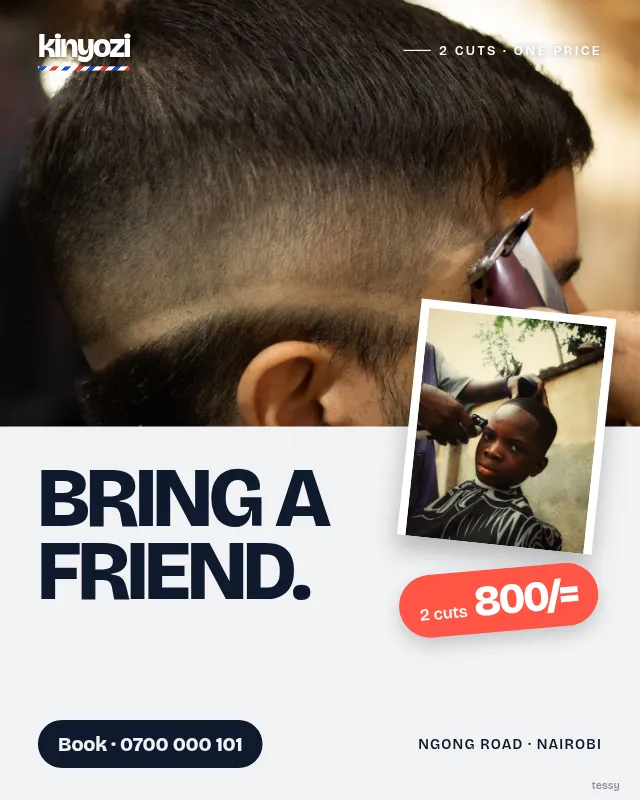 kinyozi
2 CUTS · ONE PRICE
BRING A
FRIEND.
2 cuts 800/=
Book · 0700 000 101
NGONG ROAD · NAIROBI
tessy